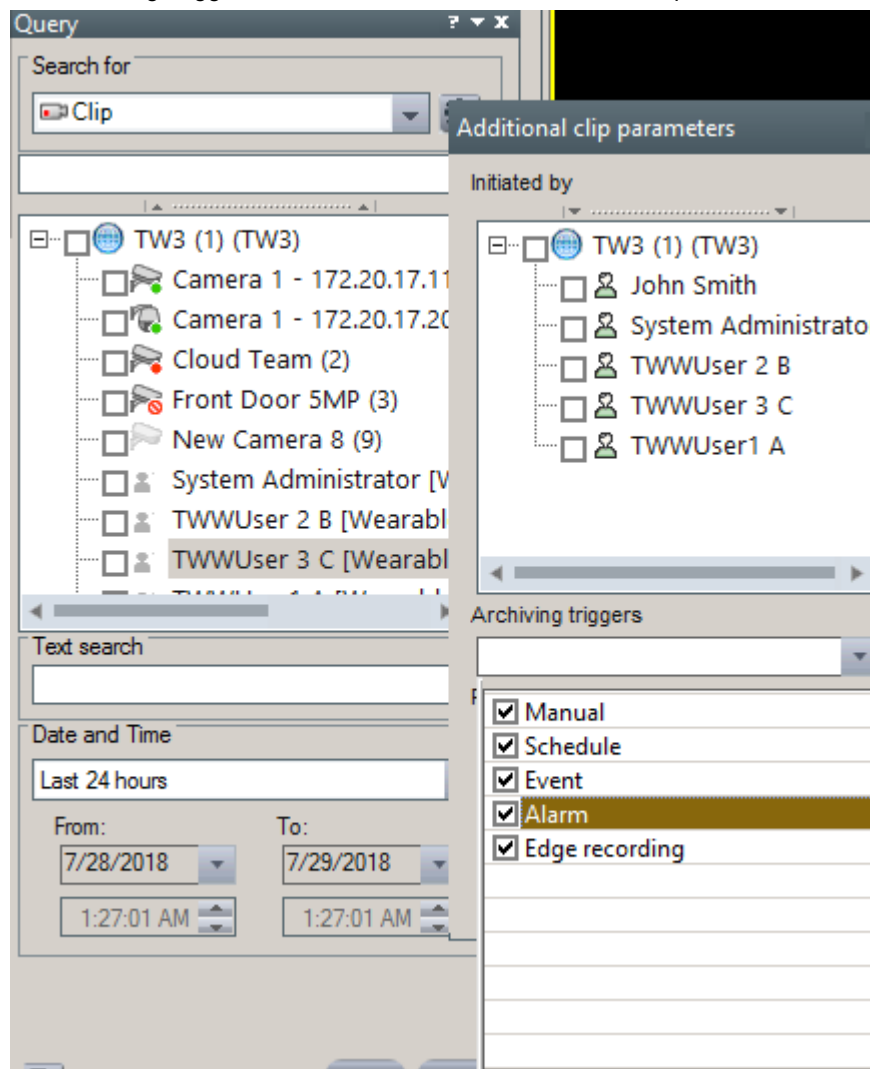 Query
Search for
Clip
TW3 (1) (TW3)
Camera 1 - 172.20.17.11
Camera 1 - 172.20.17.20
Cloud Team (2)
Front Door 5MP (3)
New Camera 8 (9)
System Administrator [W
TWWUser 2 B [Wearabl
TWWUser 3 C [Wearabl
Text search
Date and Time
Last 24 hours
From:
To:
7/28/2018
7/29/2018
1:27:01 AM
1:27:01 AM
Additional clip parameters
Initiated by
TW3 (1) (TW3)
John Smith
System Administrato
TWWUser 2 B
TWWUser 3 C
TWWUser1 A
Archiving triggers
Manual
Schedule
Event
Alarm
Edge recording